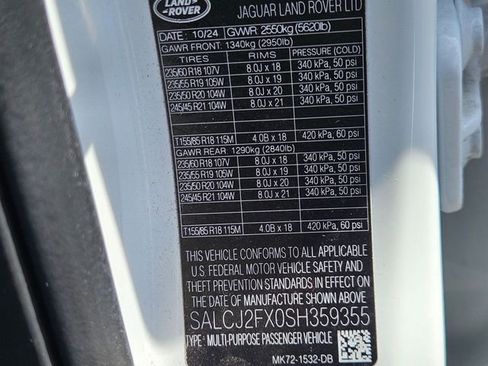 LAND
ROVER
JAGUAR LAND ROVER LTD
DATE: 10/24 GVWR 2550kg (5620lb)
GAWR FRONT: 1340kg (2950lb)
TIRES RIMS PRESSURE (COLD)
235/60 R18 107V 8.0J x 18 340 kPa, 50 psi
235/55 R19 105W 8.0J x 19 340 kPa, 50 psi
235/50 R20 104W 8.0J x 20 340 kPa, 50 psi
245/45 R21 104W 8.0J x 21 340 kPa, 50 psi
T155/85 R18 115M 4.0B x 18 420 kPa, 60 psi
GAWR REAR 1290kg (2840lb)
235/60 R18 107V 8.0J x 18 340 kPa, 50 psi
235/55 R19 105W 8.0J x 19 340 kPa, 50 psi
235/50 R20 104W 8.0J x 20 340 kPa, 50 psi
245/45 R21 104W 8.0J x 21 340 kPa, 50 psi
T155/85 R18 115M 4.0B x 18 420 kPa, 60 psi
THIS VEHICLE CONFORMS TO ALL APPLICABLE
U.S. FEDERAL MOTOR VEHICLE SAFETY AND
THEFT PREVENTION STANDARDS IN EFFECT ON
THE DATE OF MANUFACTURE SHOWN ABOVE.
SALCJ2FX0SH359355
TYPE: MULTI-PURPOSE PASSENGER VEHICLE
MK72-1532-DB